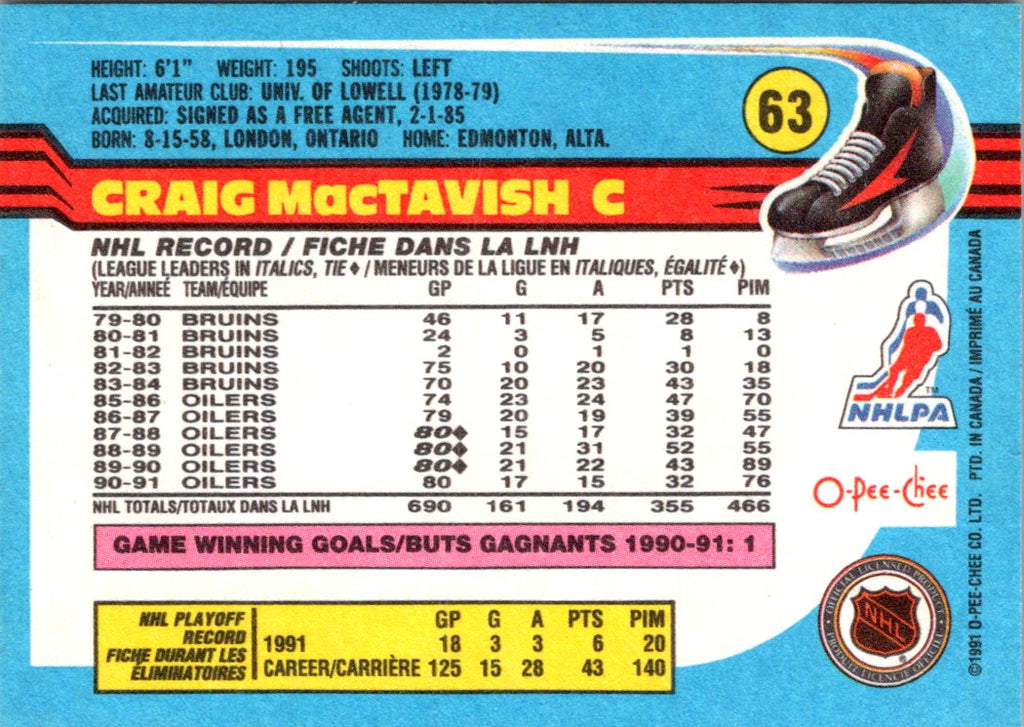 HEIGHT: 6'1" WEIGHT: 195 SHOOTS: LEFT
LAST AMATEUR CLUB: UNIV. OF LOWELL (1978-79)
ACQUIRED: SIGNED AS A FREE AGENT, 2-1-85
BORN: 8-15-58, LONDON, ONTARIO HOME: EDMONTON, ALTA.
63
CRAIG MacTAVISH C
NHL RECORD / FICHE DANS LA LNH
(LEAGUE LEADERS IN ITALICS, TIE♦ / MENEURS DE LA LIGUE EN ITALIQUES, ÉGALITÉ♦)
YEAR/ANNÉE TEAM/ÉQUIPE GP G A PTS PIM
79-80 BRUINS 46 11 17 28 8
80-81 BRUINS 24 3 5 8 13
81-82 BRUINS 2 0 1 1 0
82-83 BRUINS 75 10 20 30 18
83-84 BRUINS 70 20 23 43 35
85-86 OILERS 74 23 24 47 70
86-87 OILERS 79 20 19 39 55
87-88 OILERS 80♦ 15 17 32 47
88-89 OILERS 80♦ 21 31 52 55
89-90 OILERS 80♦ 21 22 43 89
90-91 OILERS 80 17 15 32 76
NHL TOTALS/TOTAUX DANS LA LNH 690 161 194 355 466
GAME WINNING GOALS/BUTS GAGNANTS 1990-91: 1
NHL PLAYOFF
RECORD
FICHE DURANT LES
ÉLIMINATOIRES
GP G A PTS PIM
1991 18 3 3 6 20
CAREER/CARRIÈRE 125 15 28 43 140
TM
NHLPA
O-Pee-Chee
OFFICIAL LICENSED PRODUCT
NHL
®
PRODUIT LICENCIÉ OFFICIEL
©1991 O-PEE-CHEE CO. LTD. PTD. IN CANADA / IMPRIMÉ AU CANADA